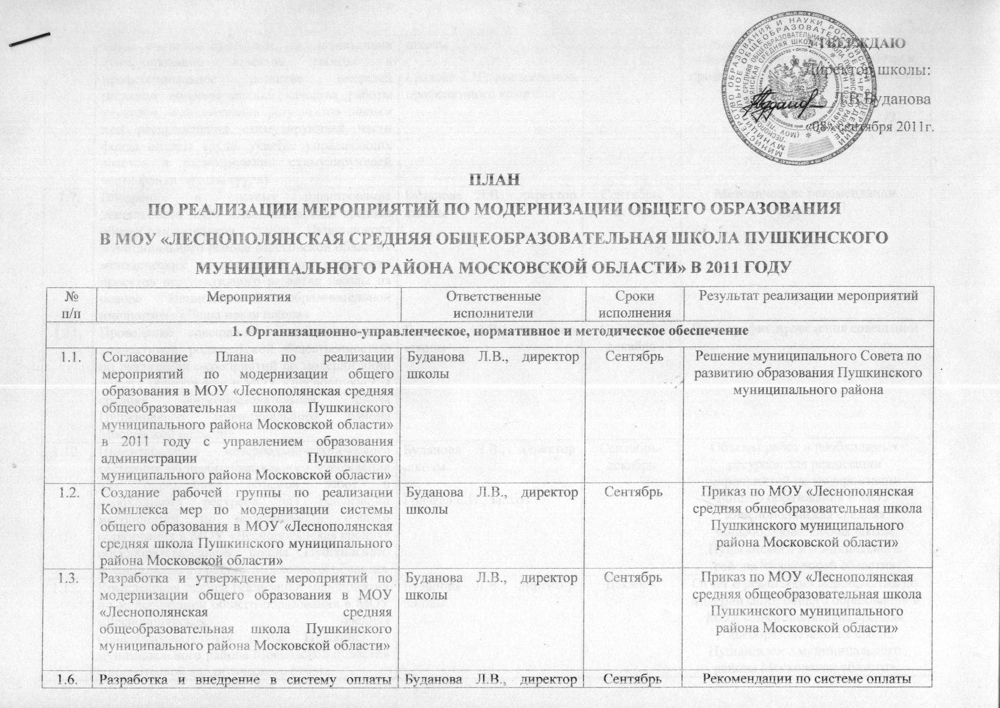 УТВЕРЖДАЮ
Директор школы:
Л.В.Буданова
«08» сентября 2011г.
ПЛАН
ПО РЕАЛИЗАЦИИ МЕРОПРИЯТИЙ ПО МОДЕРНИЗАЦИИ ОБЩЕГО ОБРАЗОВАНИЯ
В МОУ «ЛЕСНОПОЛЯНСКАЯ СРЕДНЯЯ ОБЩЕОБРАЗОВАТЕЛЬНАЯ ШКОЛА ПУШКИНСКОГО
МУНИЦИПАЛЬНОГО РАЙОНА МОСКОВСКОЙ ОБЛАСТИ» В 2011 ГОДУ
№ п/п
Мероприятия
Ответственные
исполнители
Сроки
исполнения
Результат реализации мероприятий
1. Организационно-управленческое, нормативное и методическое обеспечение
1.1.
Согласование Плана по реализации
мероприятий по модернизации общего
образования в МОУ «Леснополянская средняя
общеобразовательная школа Пушкинского
муниципального района Московской области»
в 2011 году с управлением образования
администрации Пушкинского
муниципального района Московской области»
Буданова Л.В., директор
школы
Сентябрь
Решение муниципального Совета по
развитию образования Пушкинского
муниципального района
1.2.
Создание рабочей группы по реализации
Комплекса мер по модернизации системы
общего образования в МОУ «Леснополянская
средняя школа Пушкинского муниципального
района Московской области»
Буданова Л.В., директор
школы
Сентябрь
Приказ по МОУ «Леснополянская
средняя общеобразовательная школа
Пушкинского муниципального
района Московской области»
1.3.
Разработка и утверждение мероприятий по
модернизации общего образования в МОУ
«Леснополянская средняя
общеобразовательная школа Пушкинского
муниципального района Московской области»
Буданова Л.В., директор
школы
Сентябрь
Приказ по МОУ «Леснополянская
средняя общеобразовательная школа
Пушкинского муниципального
района Московской области»
1.6.
Разработка и внедрение в систему оплаты
Буданова Л.В., директор
Сентябрь
Рекомендации по системе оплаты